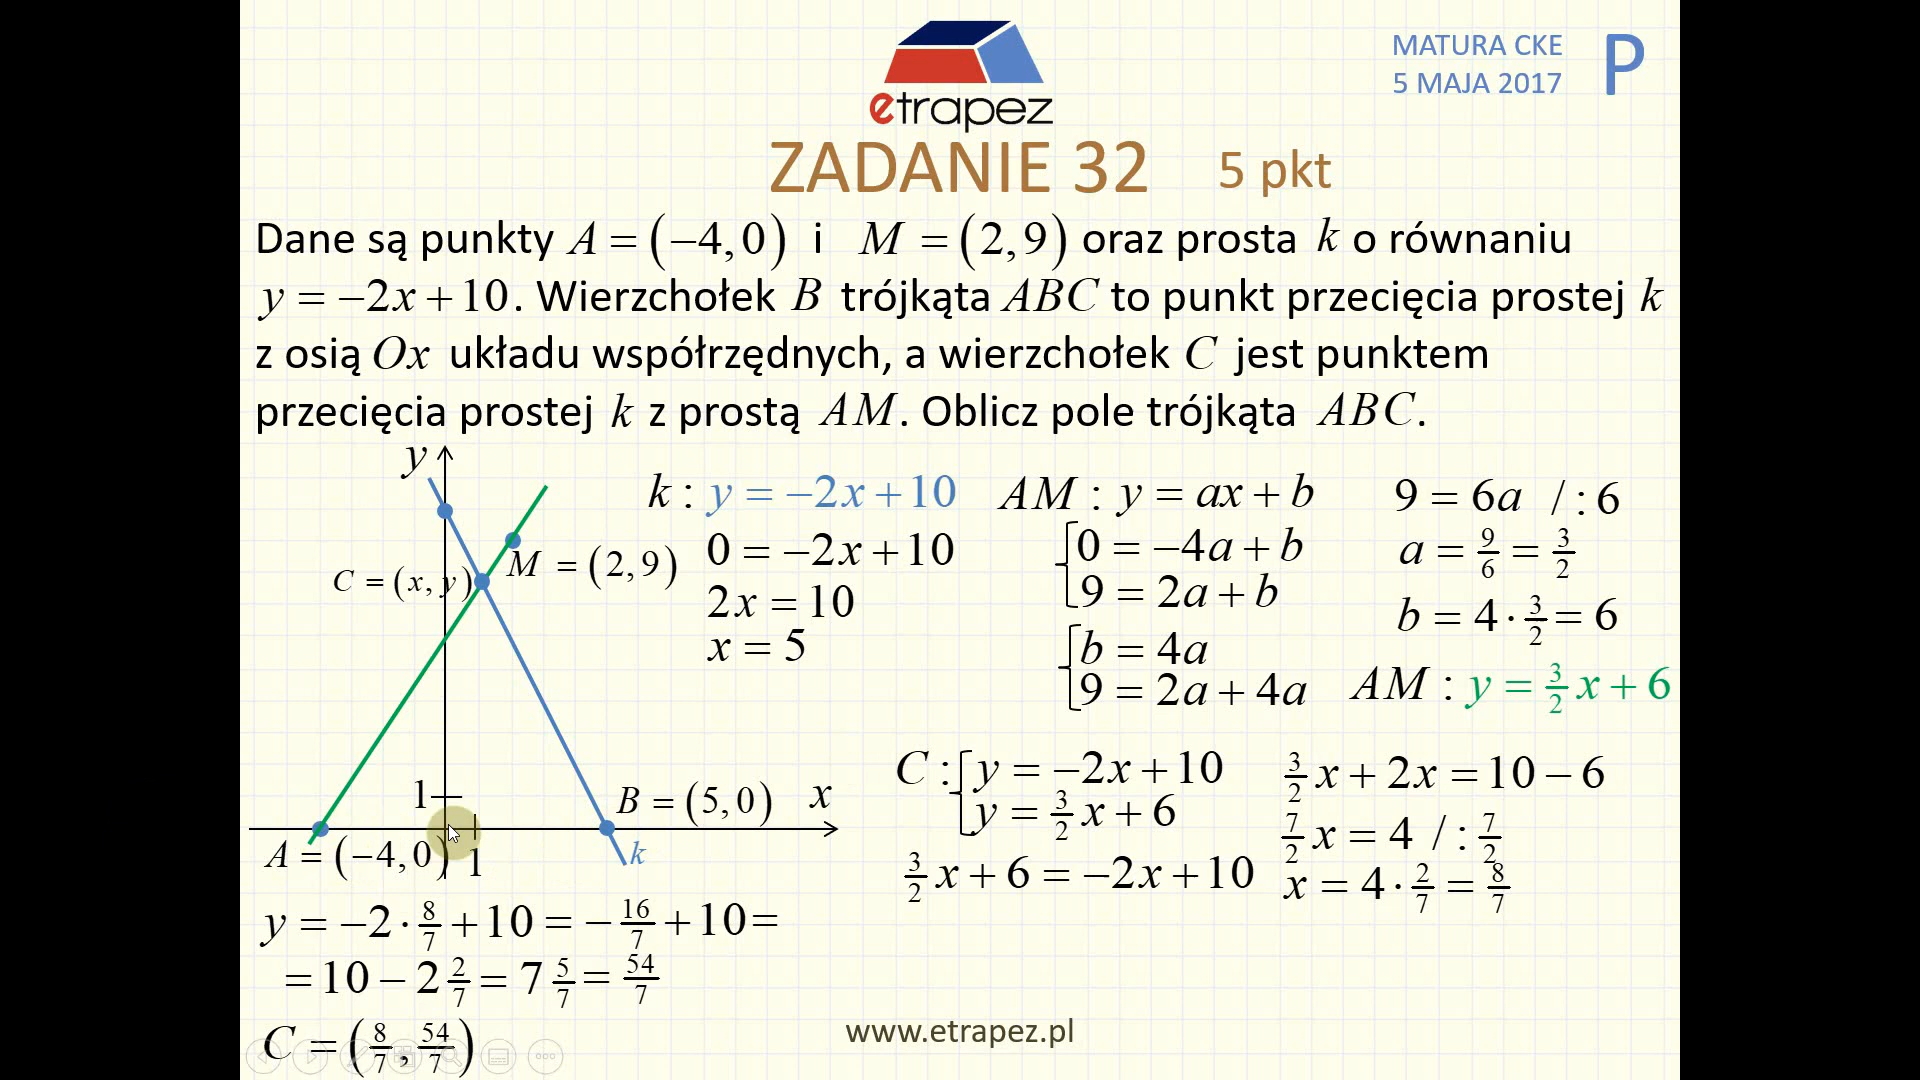 etrapez
MATURA CKE
5 MAJA 2017
P
ZADANIE 32 5 pkt
Dane są punkty A = (−4, 0) i M = (2, 9) oraz prosta k o równaniu
y = −2x + 10. Wierzchołek B trójkąta ABC to punkt przecięcia prostej k
z osią Ox układu współrzędnych, a wierzchołek C jest punktem
przecięcia prostej k z prostą AM. Oblicz pole trójkąta ABC.
y
M = (2, 9)
C = (x, y)
1
B = (5, 0)
x
A = (−4, 0)
1
k
k : y = −2x + 10
0 = −2x + 10
2x = 10
x = 5
AM : y = ax + b
0 = −4a + b
9 = 2a + b
b = 4a
9 = 2a + 4a
9 = 6a /: 6
a = 9/6 = 3/2
b = 4 · 3/2 = 6
AM : y = 3/2 x + 6
C : y = −2x + 10
y = 3/2 x + 6
3/2 x + 6 = −2x + 10
3/2 x + 2x = 10 − 6
7/2 x = 4 /: 7/2
x = 4 · 2/7 = 8/7
y = −2 · 8/7 + 10 = −16/7 + 10 =
= 10 − 2 2/7 = 7 5/7 = 54/7
C = (8/7, 54/7)
www.etrapez.pl